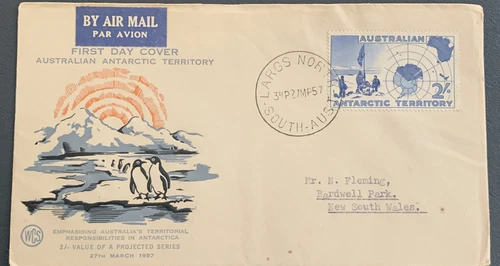 BY AIR MAIL
PAR AVION
FIRST DAY COVER
AUSTRALIAN ANTARCTIC TERRITORY
LARGS NORTH
3-P 27 MR 57
SOUTH-AUS
AUSTRALIAN
2/-
ANTARCTIC TERRITORY
Mr. N. Fleming,
Bardwell Park.
New South Wales.
WCS
EMPHASISING AUSTRALIA'S TERRITORIAL
RESPONSIBILITIES IN ANTARCTICA
2/- VALUE OF A PROJECTED SERIES
27TH MARCH 1957